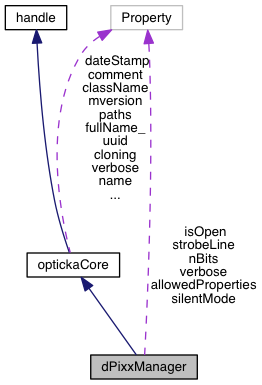 handle
Property
dateStamp
comment
className
mversion
paths
fullName_
uuid
cloning
verbose
name
...
isOpen
strobeLine
nBits
verbose
allowedProperties
silentMode
optickaCore
dPixxManager